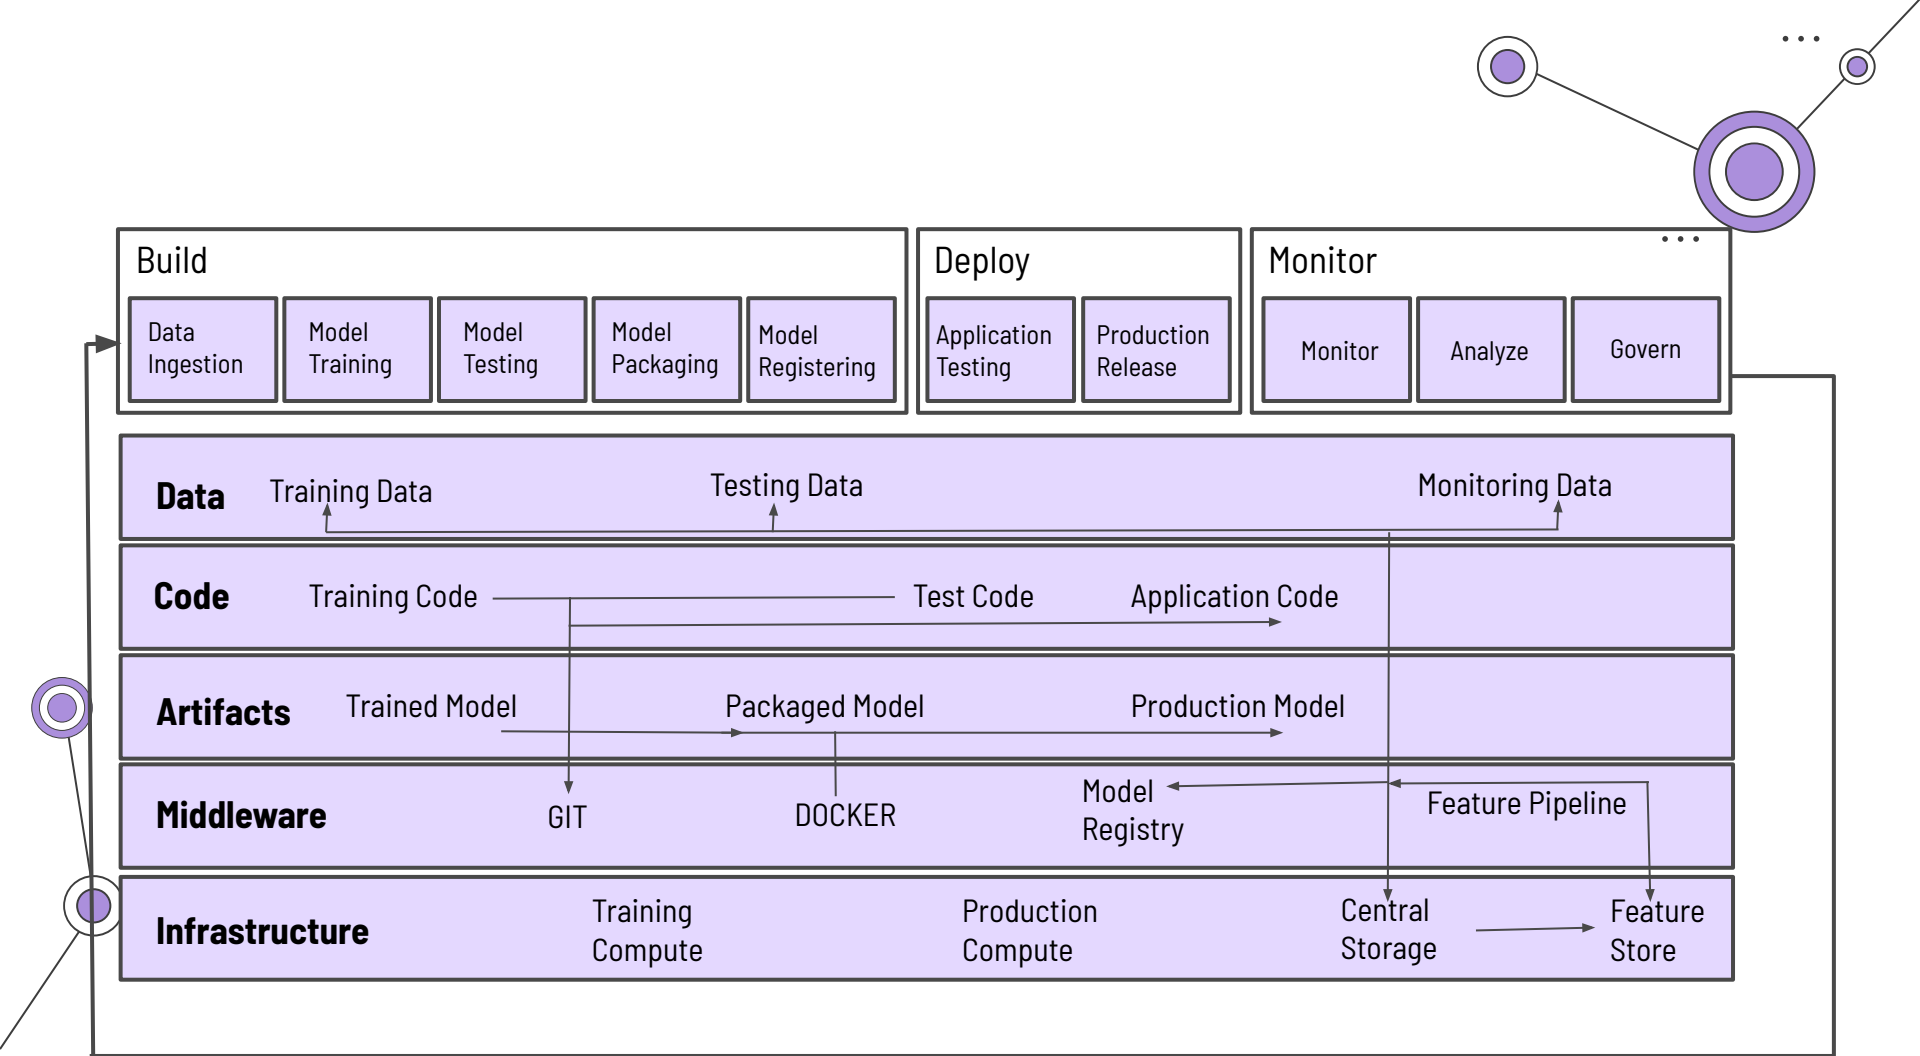 Build
Deploy
Monitor
Data
Ingestion
Model
Training
Model
Testing
Model
Packaging
Model
Registering
Application
Testing
Production
Release
Monitor
Analyze
Govern
Data
Training Data
Testing Data
Monitoring Data
Code
Training Code
Test Code
Application Code
Artifacts
Trained Model
Packaged Model
Production Model
Middleware
GIT
DOCKER
Model
Registry
Feature Pipeline
Infrastructure
Training
Compute
Production
Compute
Central
Storage
Feature
Store